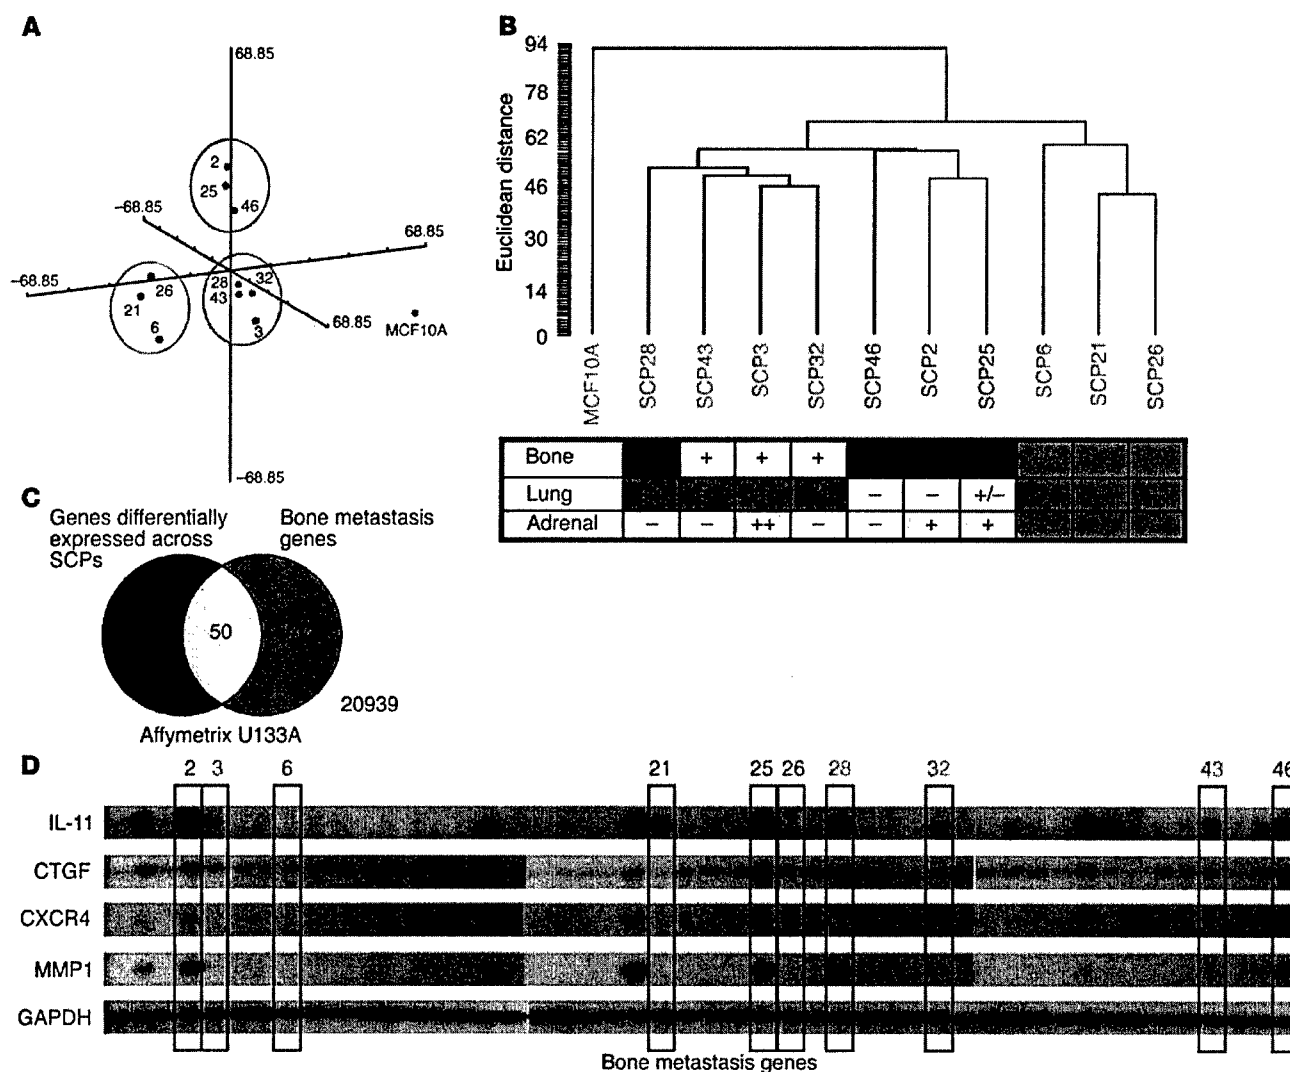 A
68.85
2
25
46
−68.85
68.85
−68.85
28
32
26
43
21
6
3
68.85
MCF10A
−68.85
B
Euclidean distance
94
78
62
46
30
14
0
MCF10A
SCP28
SCP43
SCP3
SCP32
SCP46
SCP2
SCP25
SCP6
SCP21
SCP26
Bone + + +
Lung − − +/−
Adrenal − − ++ − − + +
C
Genes differentially
expressed across
SCPs
Bone metastasis
genes
50
20939
Affymetrix U133A
D
2 3 6 21 25 26 28 32 43 46
IL-11
CTGF
CXCR4
MMP1
GAPDH
Bone metastasis genes